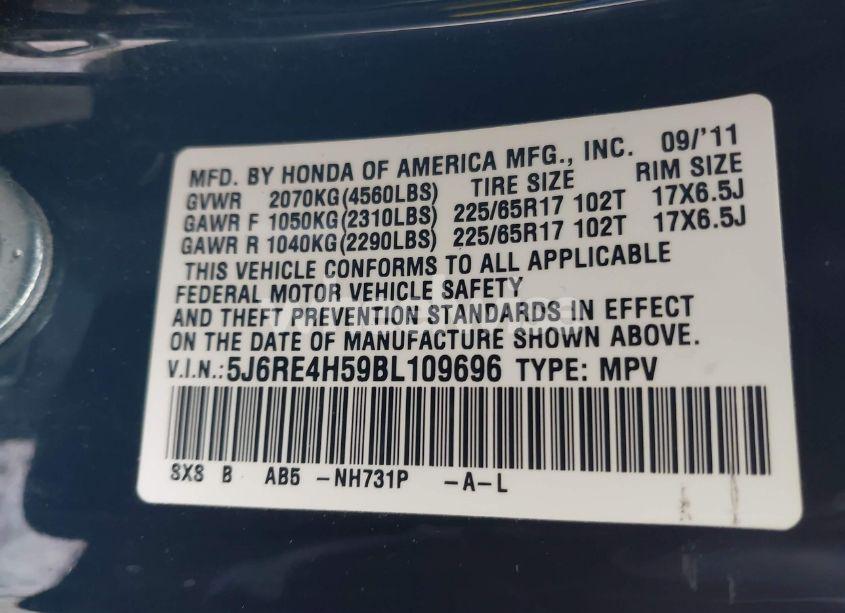 MFD. BY HONDA OF AMERICA MFG., INC. 09/'11
GVWR 2070KG(4560LBS) TIRE SIZE RIM SIZE
GAWR F 1050KG(2310LBS) 225/65R17 102T 17X6.5J
GAWR R 1040KG(2290LBS) 225/65R17 102T 17X6.5J
THIS VEHICLE CONFORMS TO ALL APPLICABLE
FEDERAL MOTOR VEHICLE SAFETY
AND THEFT PREVENTION STANDARDS IN EFFECT
ON THE DATE OF MANUFACTURE SHOWN ABOVE.
V.I.N.:5J6RE4H59BL109696 TYPE: MPV
SXS B AB5 -NH731P -A-L